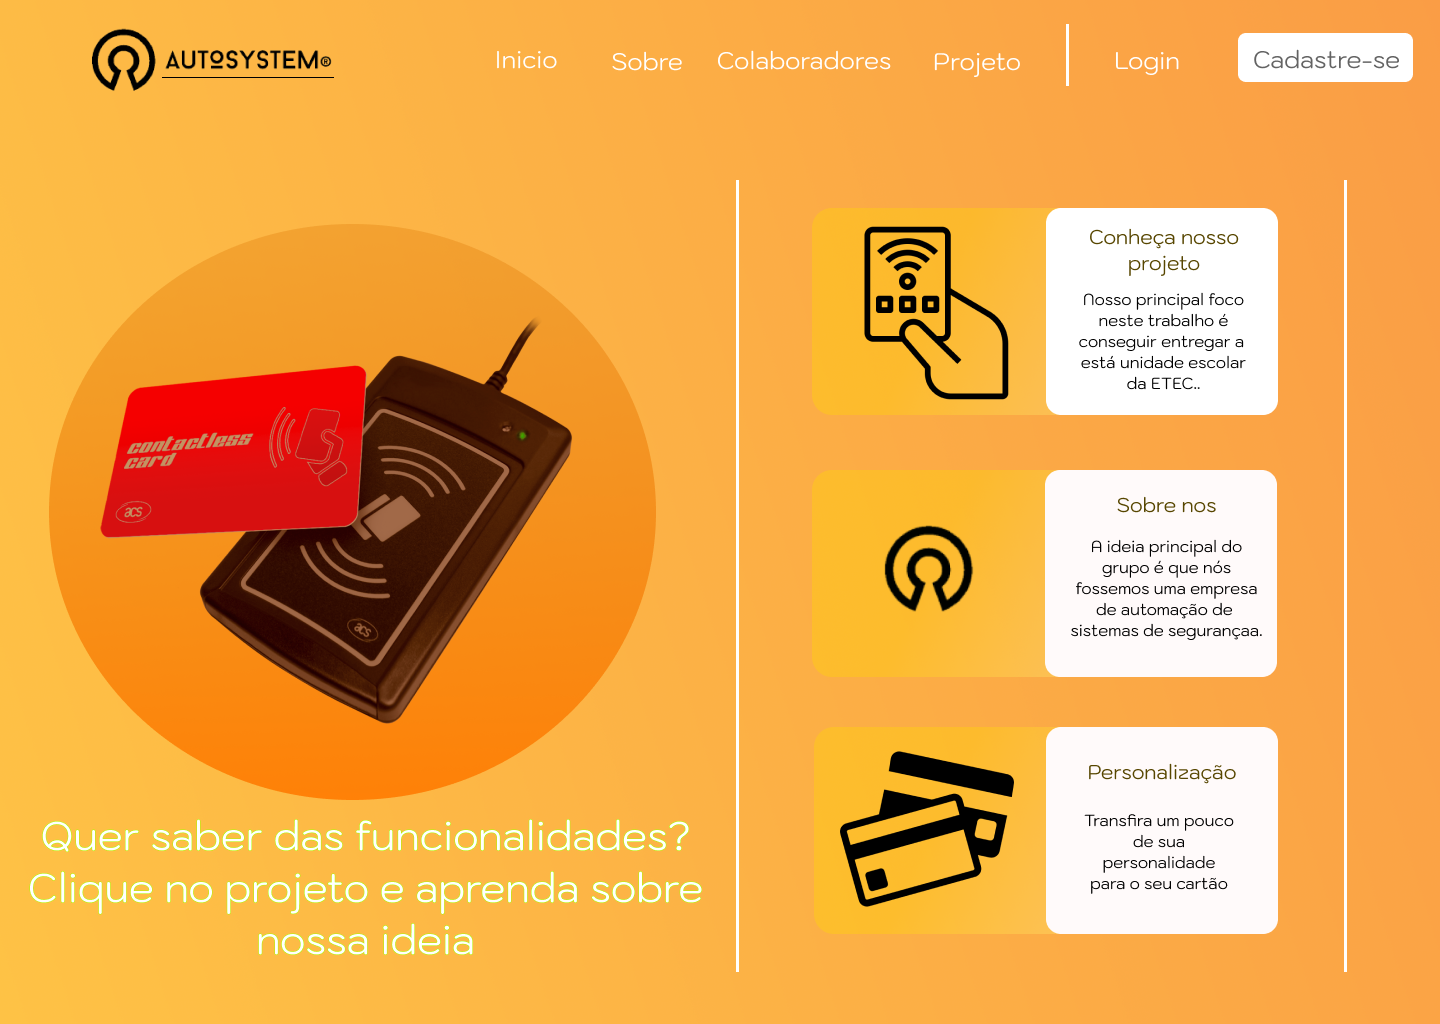 AUTOSYSTEM®
Inicio
Sobre
Colaboradores
Projeto
Login
Cadastre-se
contactless
card
acs
acs
Quer saber das funcionalidades?
Clique no projeto e aprenda sobre
nossa ideia
Conheça nosso
projeto
Nosso principal foco
neste trabalho é
conseguir entregar a
está unidade escolar
da ETEC..
Sobre nos
A ideia principal do
grupo é que nós
fossemos uma empresa
de automação de
sistemas de segurançaa.
Personalização
Transfira um pouco
de sua
personalidade
para o seu cartão